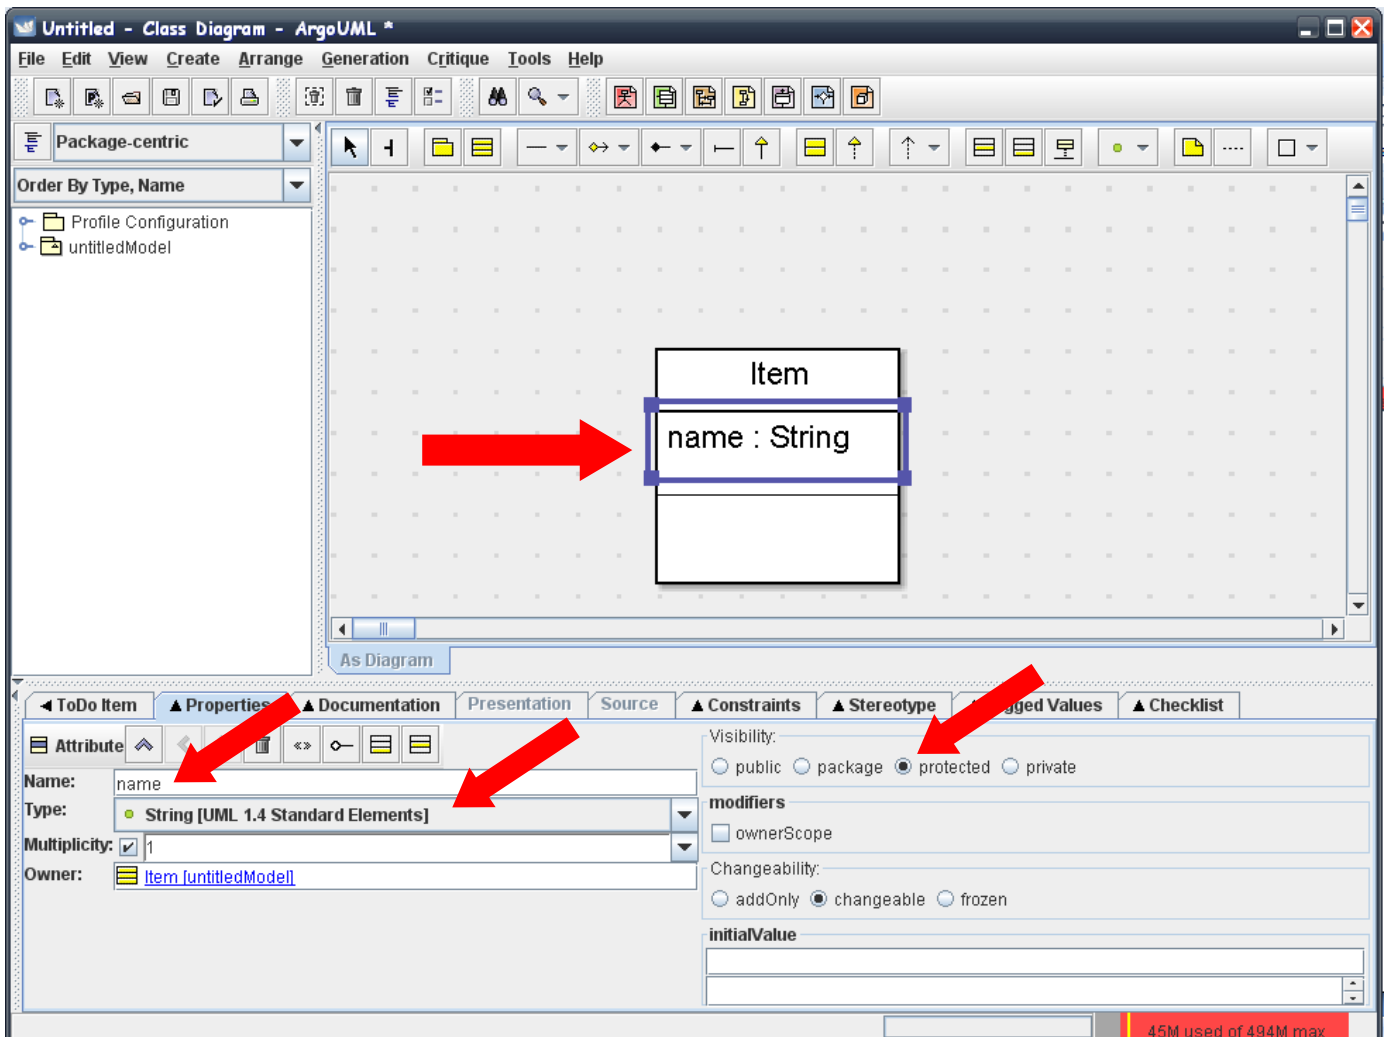 Untitled - Class Diagram - ArgoUML *
File Edit View Create Arrange Generation Critique Tools Help
Package-centric
Order By Type, Name
Profile Configuration
untitledModel
Item
name : String
As Diagram
ToDo Item Properties Documentation Presentation Source Constraints Stereotype Values Checklist
Attribute
Name: name
Type: String [UML 1.4 Standard Elements]
Multiplicity: 1
Owner: Item [untitledModel]
Visibility:
public package protected private
modifiers
ownerScope
Changeability:
addOnly changeable frozen
initialValue
45M used of 494M max